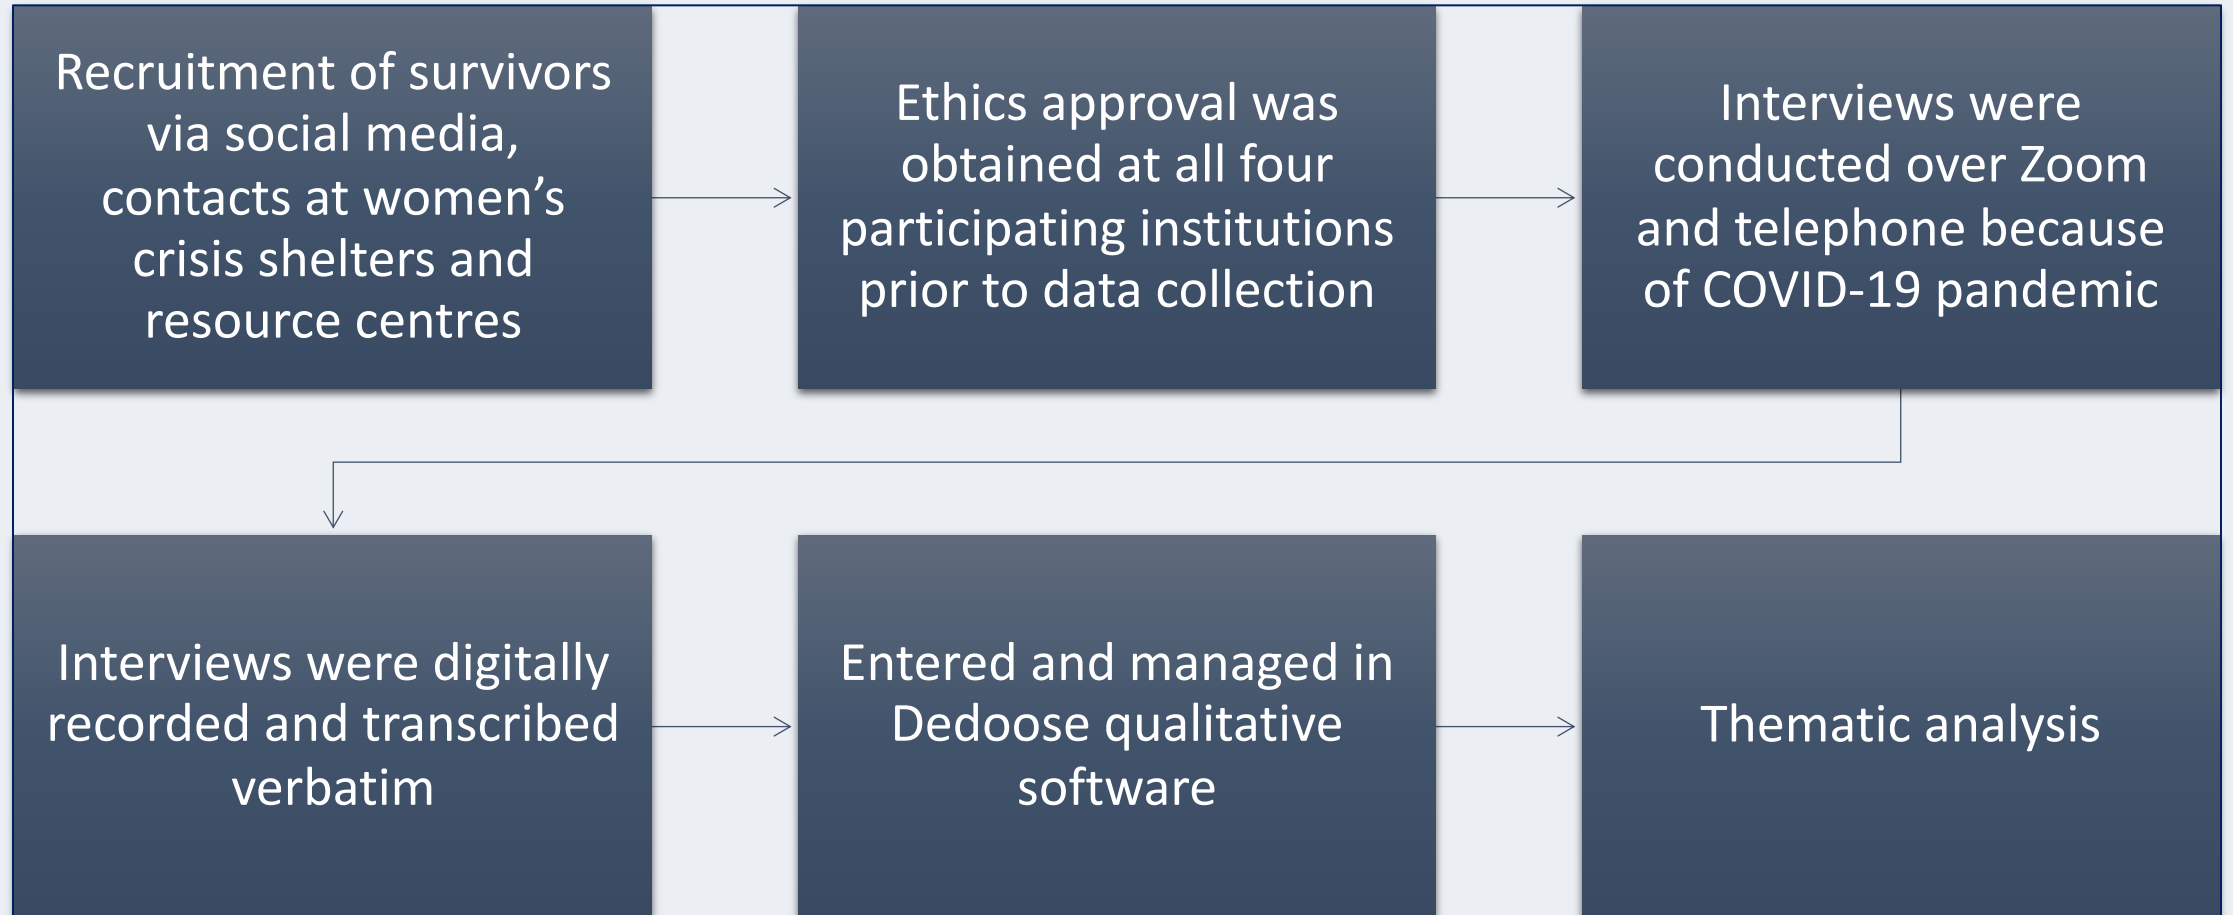 Recruitment of survivors
via social media,
contacts at women’s
crisis shelters and
resource centres
Ethics approval was
obtained at all four
participating institutions
prior to data collection
Interviews were
conducted over Zoom
and telephone because
of COVID-19 pandemic
Interviews were digitally
recorded and transcribed
verbatim
Entered and managed in
Dedoose qualitative
software
Thematic analysis